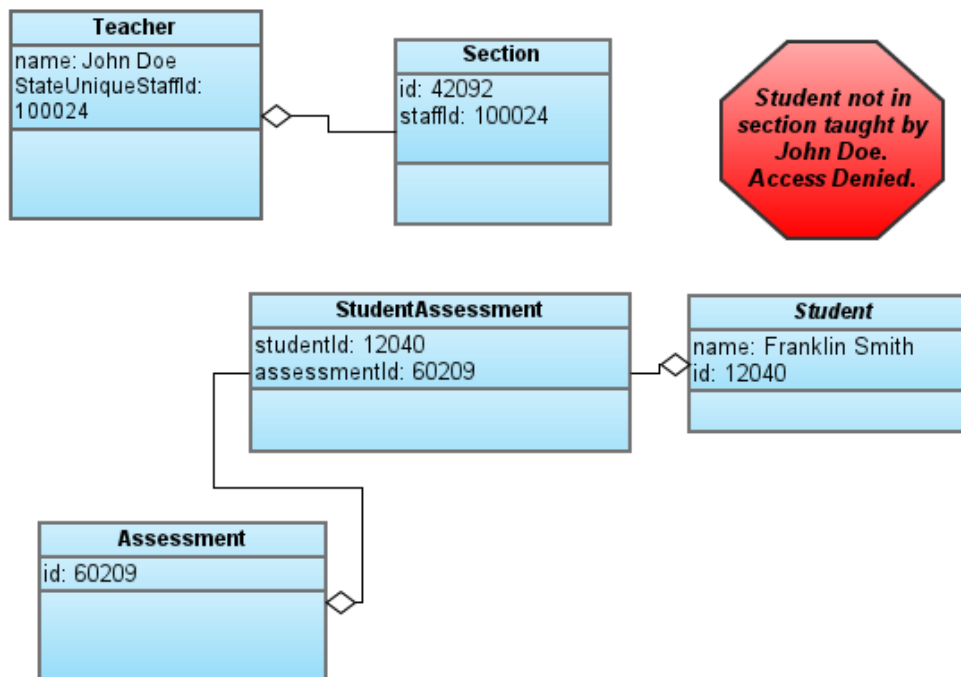 Teacher
name: John Doe
StateUniqueStaffId:
100024
Section
id: 42092
staffId: 100024
Student not in
section taught by
John Doe.
Access Denied.
StudentAssessment
studentId: 12040
assessmentId: 60209
Student
name: Franklin Smith
id: 12040
Assessment
id: 60209